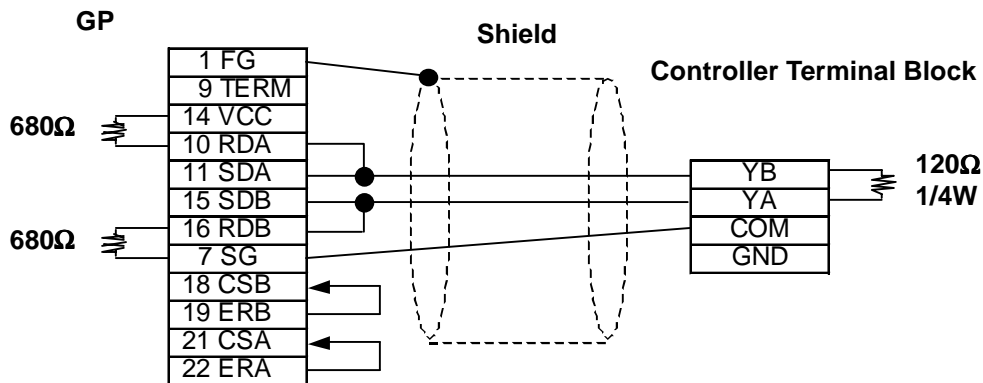 GP
Shield
Controller Terminal Block
1 FG
9 TERM
14 VCC
10 RDA
11 SDA
15 SDB
16 RDB
7 SG
18 CSB
19 ERB
21 CSA
22 ERA
680Ω
680Ω
YB
YA
COM
GND
120Ω
1/4W